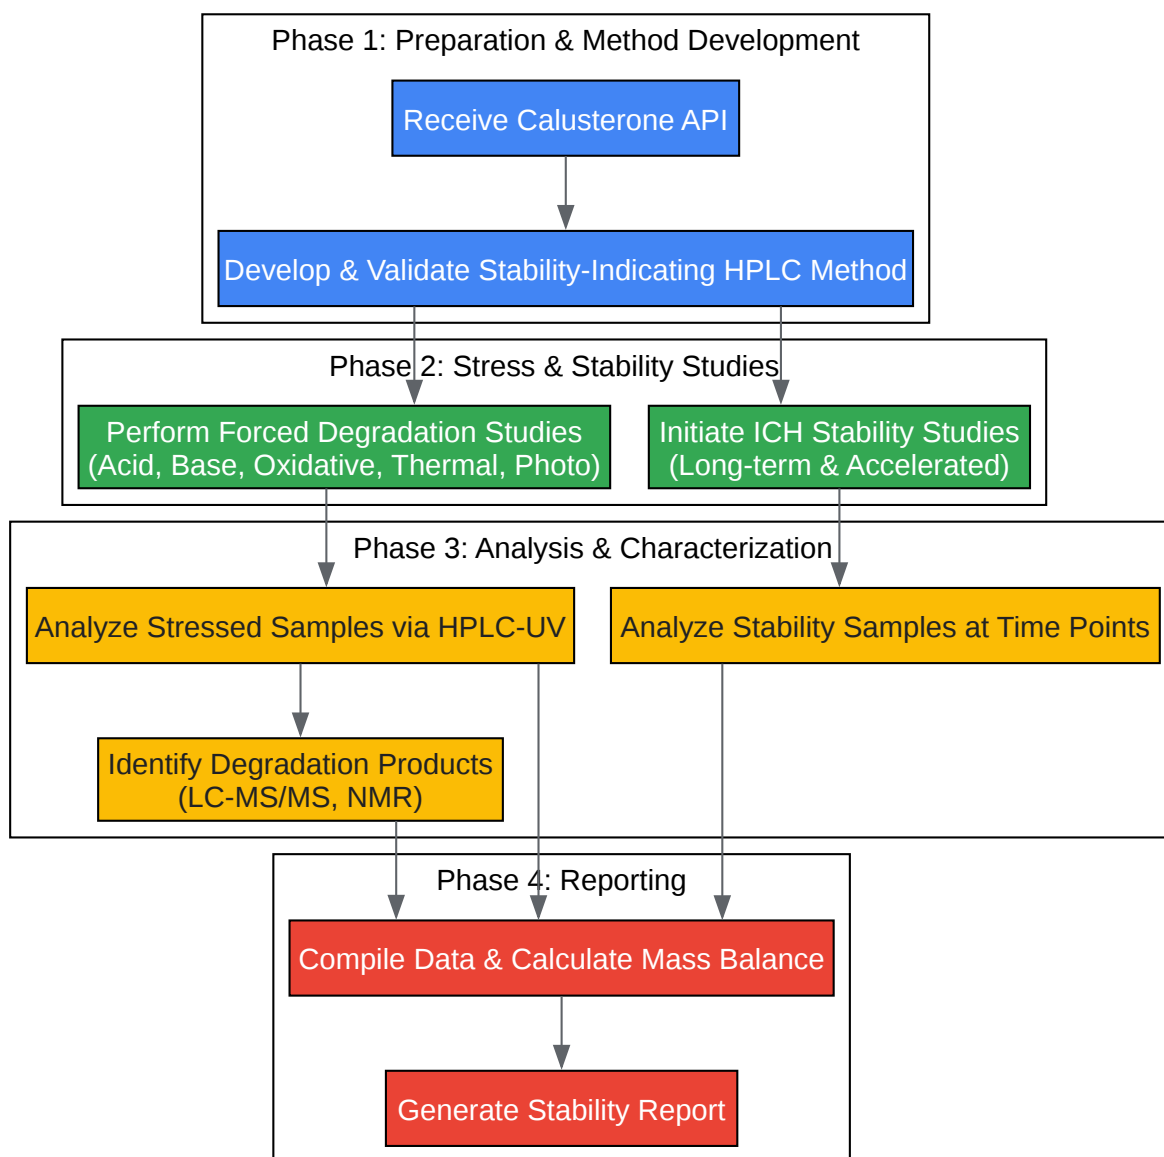 Phase 1: Preparation & Method Development
Receive Calusterone API
Develop & Validate Stability-Indicating HPLC Method
Phase 2: Stress & Stability Studies
Perform Forced Degradation Studies
(Acid, Base, Oxidative, Thermal, Photo)
Initiate ICH Stability Studies
(Long-term & Accelerated)
Phase 3: Analysis & Characterization
Analyze Stressed Samples via HPLC-UV
Analyze Stability Samples at Time Points
Identify Degradation Products
(LC-MS/MS, NMR)
Phase 4: Reporting
Compile Data & Calculate Mass Balance
Generate Stability Report